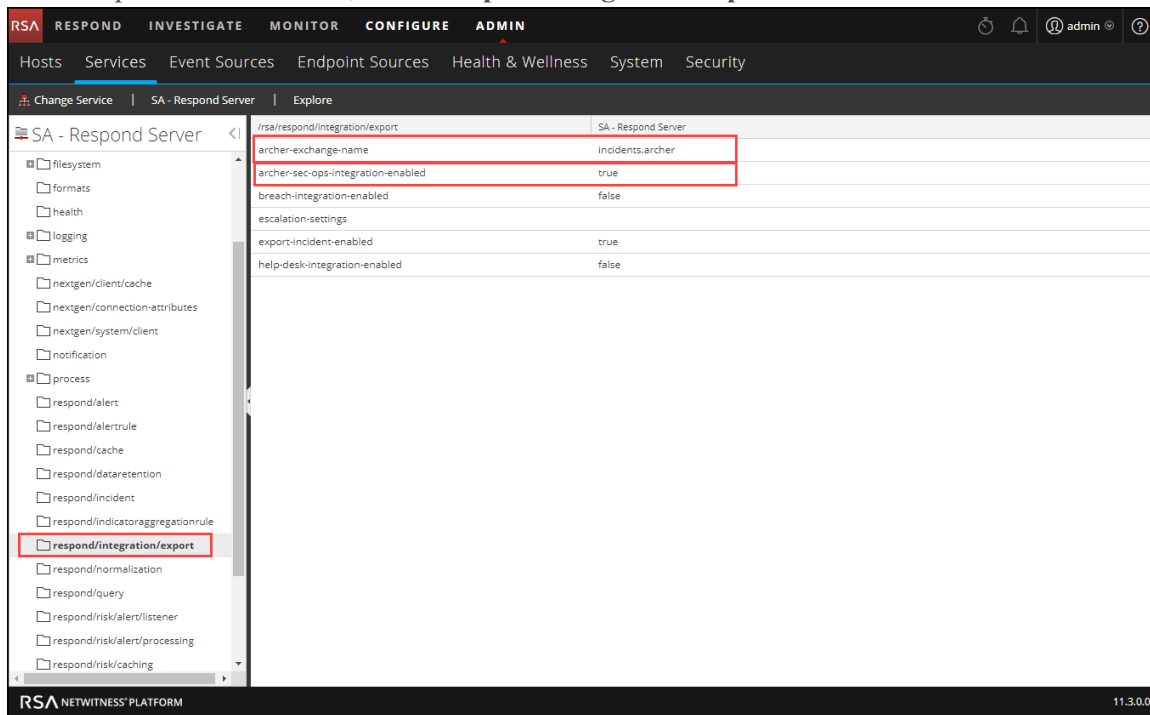 RSA RESPOND INVESTIGATE MONITOR CONFIGURE ADMIN admin
Hosts Services Event Sources Endpoint Sources Health & Wellness System Security
Change Service | SA - Respond Server | Explore
SA - Respond Server
filesystem
formats
health
logging
metrics
nextgen/client/cache
nextgen/connection-attributes
nextgen/system/client
notification
process
respond/alert
respond/alertrule
respond/cache
respond/dataretention
respond/incident
respond/indicatoraggregationrule
respond/integration/export
respond/normalization
respond/query
respond/risk/alert/listener
respond/risk/alert/processing
respond/risk/caching
/rsa/respond/integration/export SA - Respond Server
archer-exchange-name incidents.archer
archer-sec-ops-integration-enabled true
breach-integration-enabled false
escalation-settings
export-incident-enabled true
help-desk-integration-enabled false
RSA NETWITNESS® PLATFORM 11.3.0.0